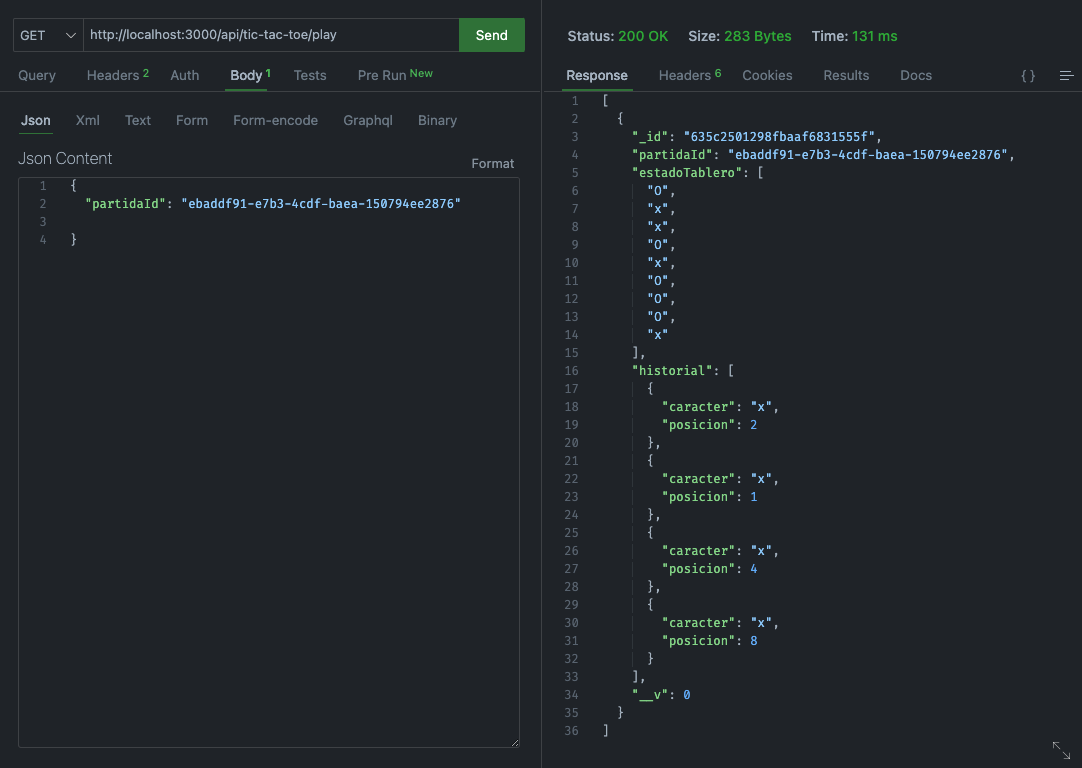 GET http://localhost:3000/api/tic-tac-toe/play Send
Query Headers 2 Auth Body 1 Tests Pre Run New
Json Xml Text Form Form-encode Graphql Binary
Json Content
Format
1 {
2 "partidaId": "ebaddf91-e7b3-4cdf-baea-150794ee2876"
3
4 }
Status: 200 OK Size: 283 Bytes Time: 131 ms
Response Headers 6 Cookies Results Docs { }
1 [
2 {
3 "_id": "635c2501298fbaaf6831555f",
4 "partidaId": "ebaddf91-e7b3-4cdf-baea-150794ee2876",
5 "estadoTablero": [
6 "O",
7 "x",
8 "x",
9 "O",
10 "x",
11 "O",
12 "O",
13 "O",
14 "x"
15 ],
16 "historial": [
17 {
18 "caracter": "x",
19 "posicion": 2
20 },
21 {
22 "caracter": "x",
23 "posicion": 1
24 },
25 {
26 "caracter": "x",
27 "posicion": 4
28 },
29 {
30 "caracter": "x",
31 "posicion": 8
32 }
33 ],
34 "__v": 0
35 }
36 ]